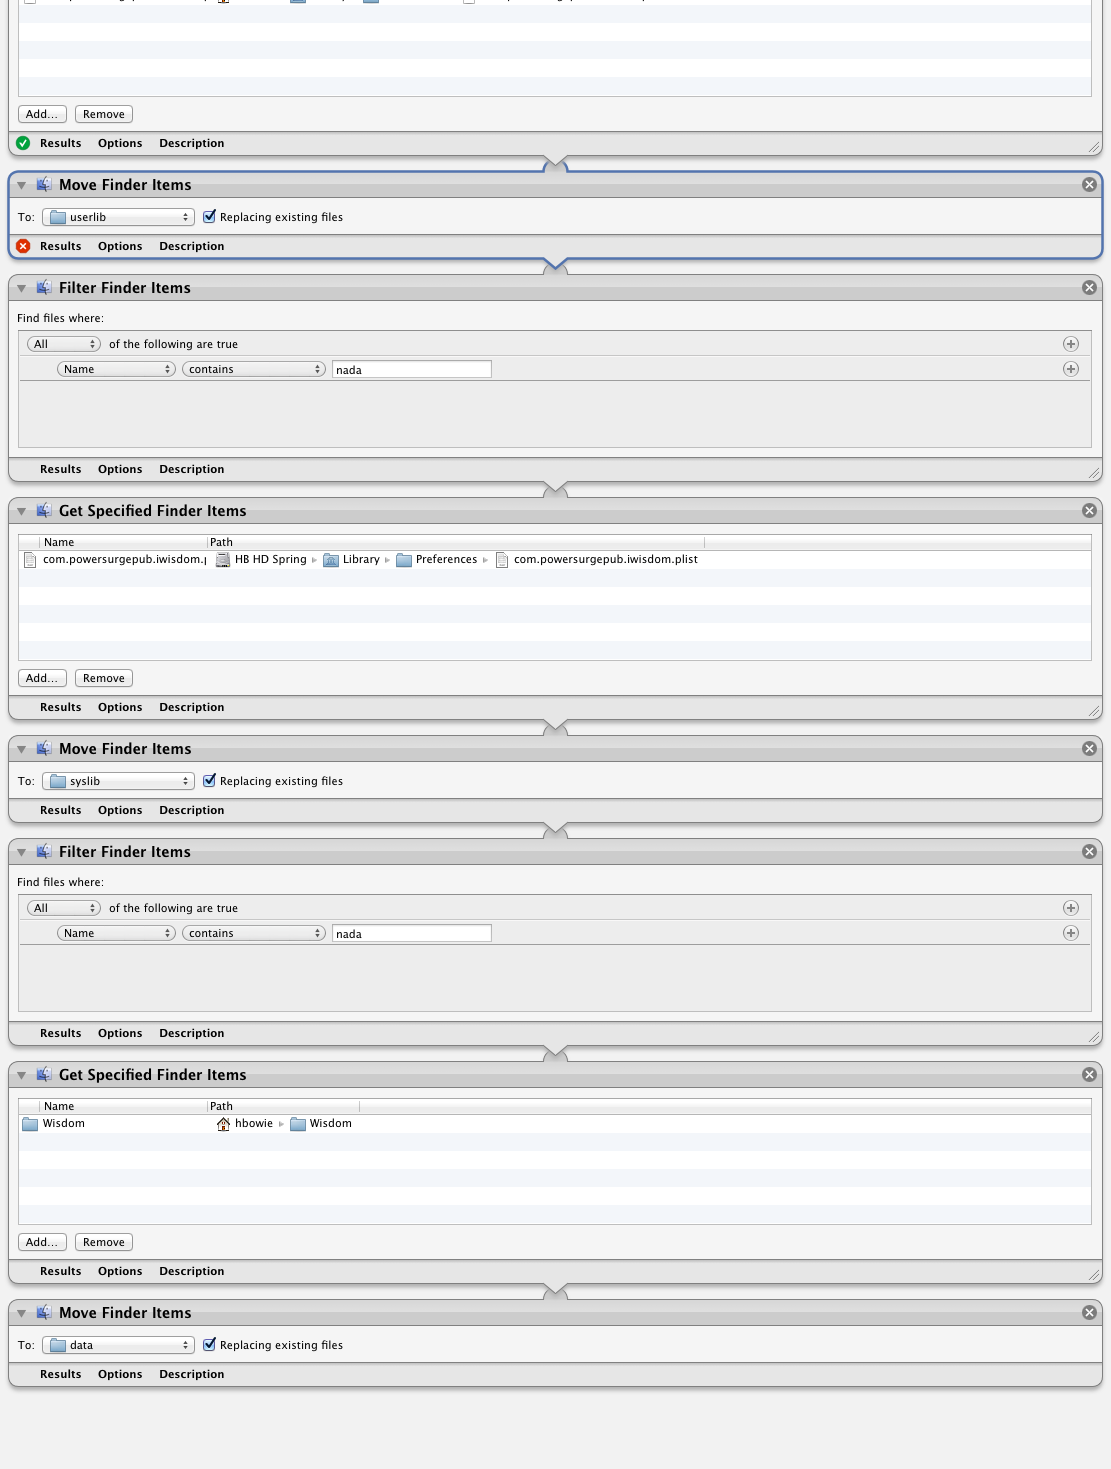 Add... Remove
Results Options Description
Move Finder Items
To: userlib Replacing existing files
Results Options Description
Filter Finder Items
Find files where:
All of the following are true
Name contains nada
Results Options Description
Get Specified Finder Items
Name Path
com.powersurgepub.iwisdom.p HB HD Spring Library Preferences com.powersurgepub.iwisdom.plist
Add... Remove
Results Options Description
Move Finder Items
To: syslib Replacing existing files
Results Options Description
Filter Finder Items
Find files where:
All of the following are true
Name contains nada
Results Options Description
Get Specified Finder Items
Name Path
Wisdom hbowie Wisdom
Add... Remove
Results Options Description
Move Finder Items
To: data Replacing existing files
Results Options Description